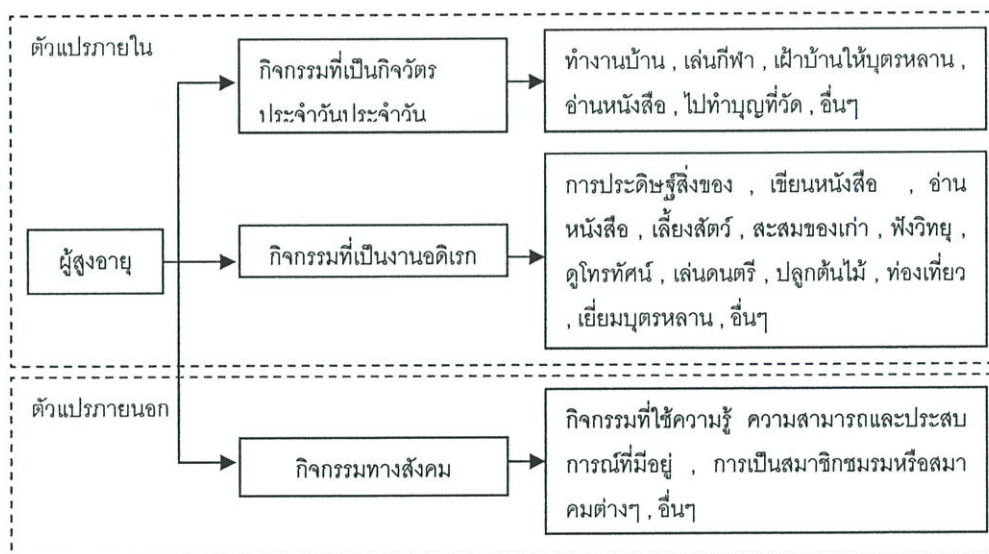 ตัวแปรภายใน
กิจกรรมที่เป็นกิจวัตร
ประจำวันประจำวัน
ทำงานบ้าน , เล่นกีฬา , เฝ้าบ้านให้บุตรหลาน ,
อ่านหนังสือ , ไปทำบุญที่วัด , อื่นๆ
ผู้สูงอายุ
กิจกรรมที่เป็นงานอดิเรก
การประดิษฐ์สิ่งของ , เขียนหนังสือ , อ่าน
หนังสือ , เลี้ยงสัตว์ , สะสมของเก่า , ฟังวิทยุ ,
ดูโทรทัศน์ , เล่นดนตรี , ปลูกต้นไม้ , ท่องเที่ยว
, เยี่ยมบุตรหลาน , อื่นๆ
ตัวแปรภายนอก
กิจกรรมทางสังคม
กิจกรรมที่ใช้ความรู้ ความสามารถและประสบ
การณ์ที่มีอยู่ , การเป็นสมาชิกชมรมหรือสมา
คมต่างๆ , อื่นๆ